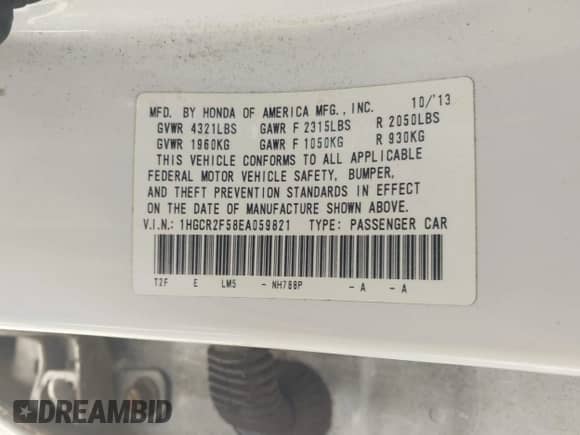 MFD. BY HONDA OF AMERICA MFG., INC. 10/'13
GVWR 4321LBS GAWR F 2315LBS R 2050LBS
GVWR 1960KG GAWR F 1050KG R 930KG
THIS VEHICLE CONFORMS TO ALL APPLICABLE
FEDERAL MOTOR VEHICLE SAFETY, BUMPER,
AND THEFT PREVENTION STANDARDS IN EFFECT
ON THE DATE OF MANUFACTURE SHOWN ABOVE.
V.I.N.: 1HGCR2F58EA059821 TYPE: PASSENGER CAR
T2F E LM5 - NH788P - A - A
DREAMBID